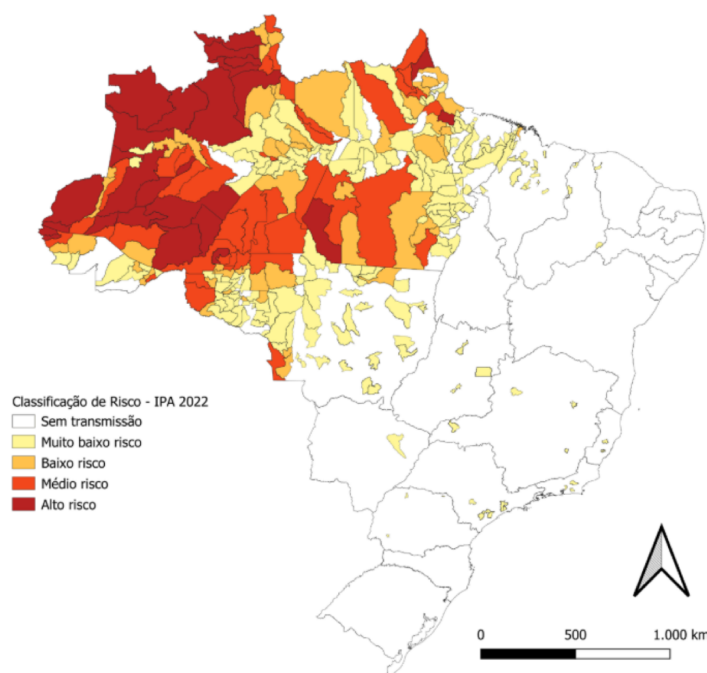 Classificação de Risco - IPA 2022
Sem transmissão
Muito baixo risco
Baixo risco
Médio risco
Alto risco
0 500 1.000 km